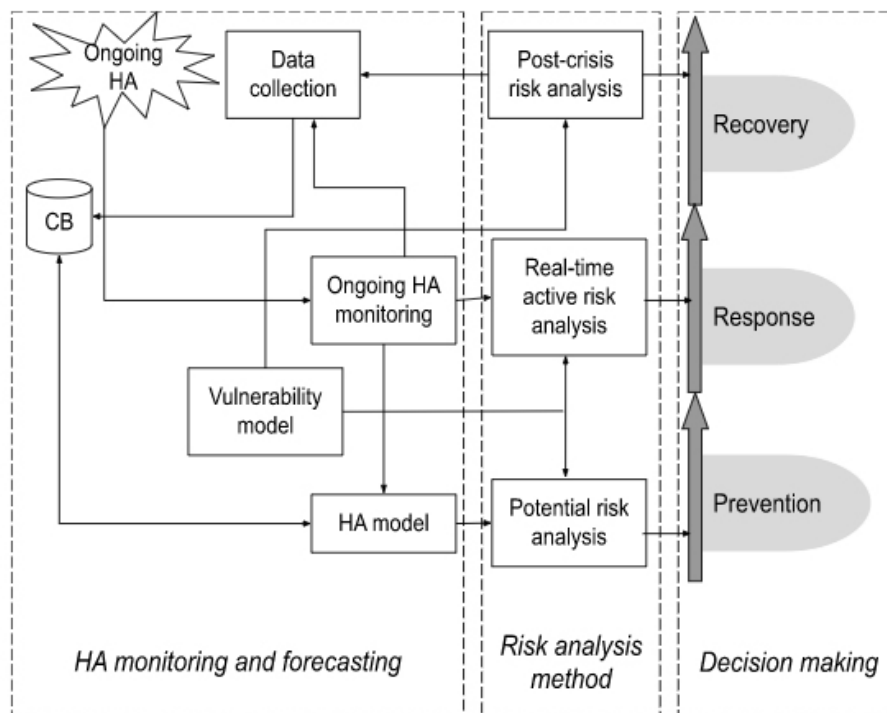 Ongoing
HA
Data
collection
Post-crisis
risk analysis
Recovery
CB
Ongoing HA
monitoring
Real-time
active risk
analysis
Response
Vulnerability
model
HA model
Potential risk
analysis
Prevention
HA monitoring and forecasting
Risk analysis
method
Decision making